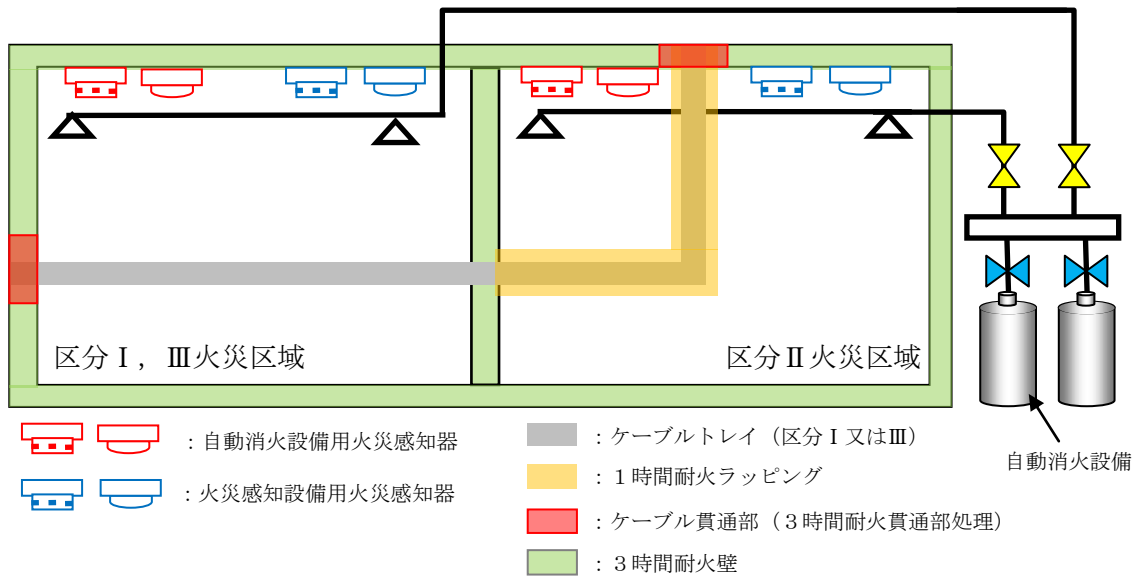 区分Ⅰ，Ⅲ火災区域
区分Ⅱ火災区域
：自動消火設備用火災感知器
：火災感知設備用火災感知器
：ケーブルトレイ（区分Ⅰ又はⅢ）
：１時間耐火ラッピング
：ケーブル貫通部（３時間耐火貫通部処理）
：３時間耐火壁
自動消火設備